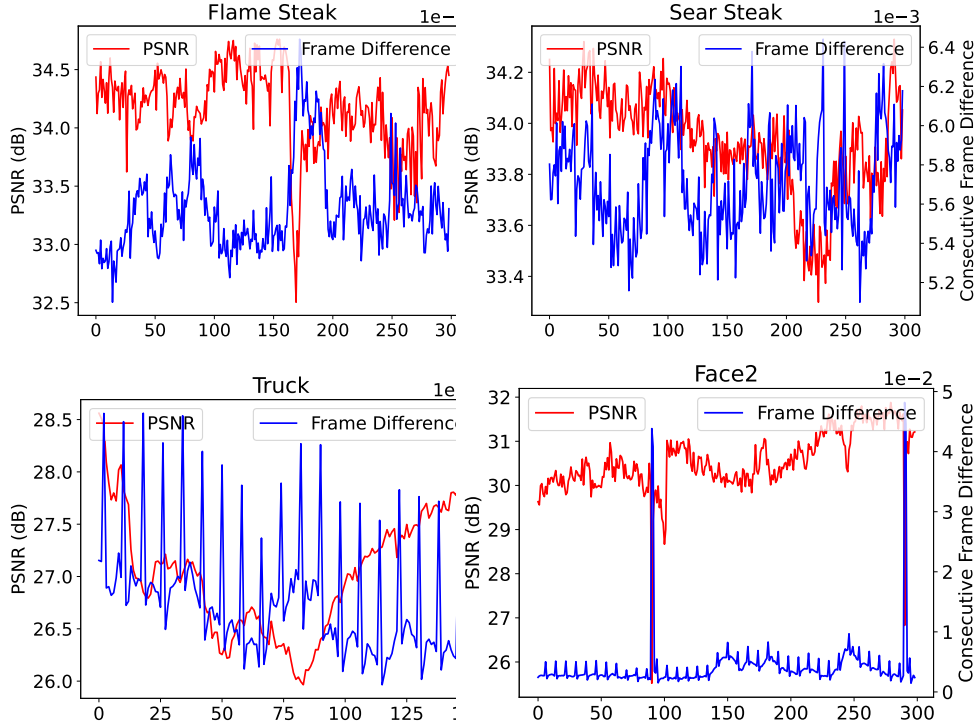 Flame Steak
1e−
PSNR
Frame Difference
PSNR (dB)
34.5
34.0
33.5
33.0
32.5
0 50 100 150 200 250 300
Sear Steak
1e−3
PSNR
Frame Difference
PSNR (dB)
34.2
34.0
33.8
33.6
33.4
6.4
6.2
6.0
5.8
5.6
5.4
5.2
Consecutive Frame Difference
0 50 100 150 200 250 300
Truck
1e
PSNR
Frame Difference
PSNR (dB)
28.5
28.0
27.5
27.0
26.5
26.0
0 25 50 75 100 125
Face2
1e−2
PSNR
Frame Difference
PSNR (dB)
32
31
30
29
28
27
26
5
4
3
2
1
0
Consecutive Frame Difference
0 50 100 150 200 250 300